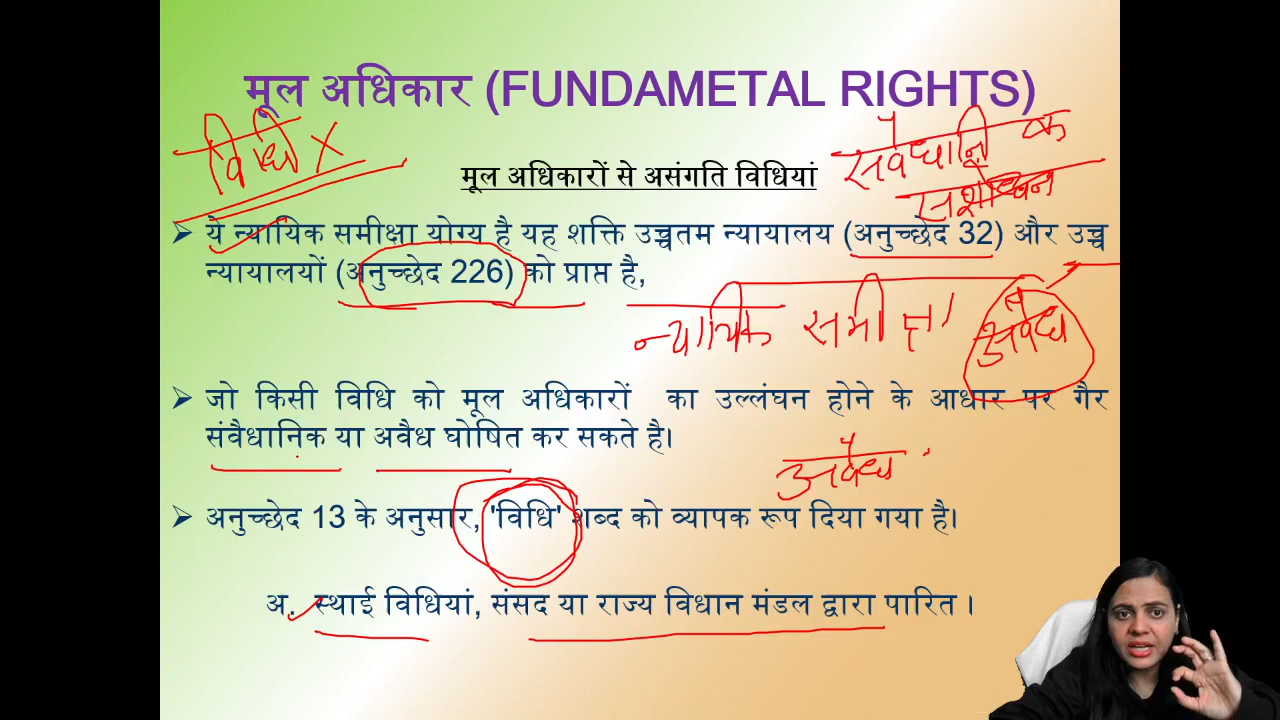 मूल अधिकार (FUNDAMETAL RIGHTS)
विधि X
संवैधानिक
संशोधन
मूल अधिकारों से असंगति विधियां
➢ ये न्यायिक समीक्षा योग्य है यह शक्ति उच्चतम न्यायालय (अनुच्छेद 32) और उच्च
न्यायालयों (अनुच्छेद 226) को प्राप्त है,
न्यायिक समीक्षा अवैध
➢ जो किसी विधि को मूल अधिकारों का उल्लंघन होने के आधार पर गैर
संवैधानिक या अवैध घोषित कर सकते है।
अवैध
➢ अनुच्छेद 13 के अनुसार, 'विधि' शब्द को व्यापक रूप दिया गया है।
अ. स्थाई विधियां, संसद या राज्य विधान मंडल द्वारा पारित ।